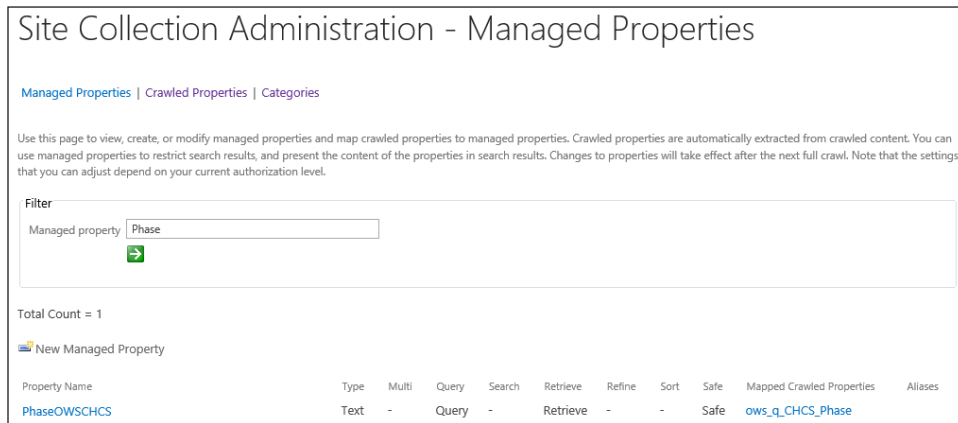 Site Collection Administration - Managed Properties
Managed Properties | Crawled Properties | Categories
Use this page to view, create, or modify managed properties and map crawled properties to managed properties. Crawled properties are automatically extracted from crawled content. You can
use managed properties to restrict search results, and present the content of the properties in search results. Changes to properties will take effect after the next full crawl. Note that the settings
that you can adjust depend on your current authorization level.
Filter
Managed property Phase
Total Count = 1
New Managed Property
Property Name Type Multi Query Search Retrieve Refine Sort Safe Mapped Crawled Properties Aliases
PhaseOWSCHCS Text - Query - Retrieve - - Safe ows_q_CHCS_Phase